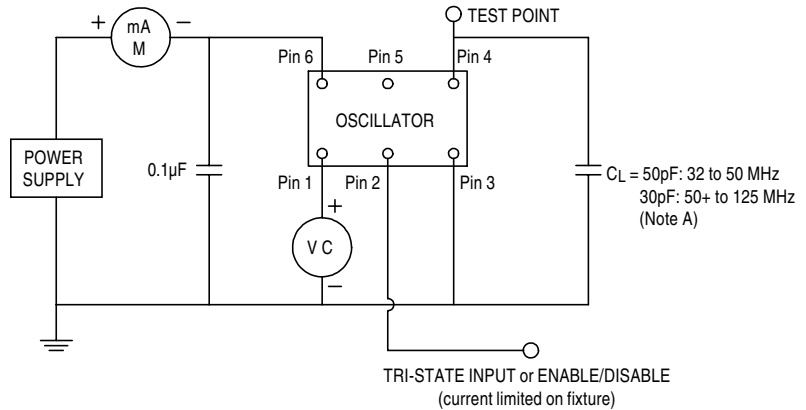 TEST POINT
+
mA
M
−
Pin 6
Pin 5
Pin 4
OSCILLATOR
POWER
SUPPLY
0.1µF
Pin 1
Pin 2
Pin 3
CL = 50pF: 32 to 50 MHz
30pF: 50+ to 125 MHz
(Note A)
+
V C
−
TRI-STATE INPUT or ENABLE/DISABLE
(current limited on fixture)